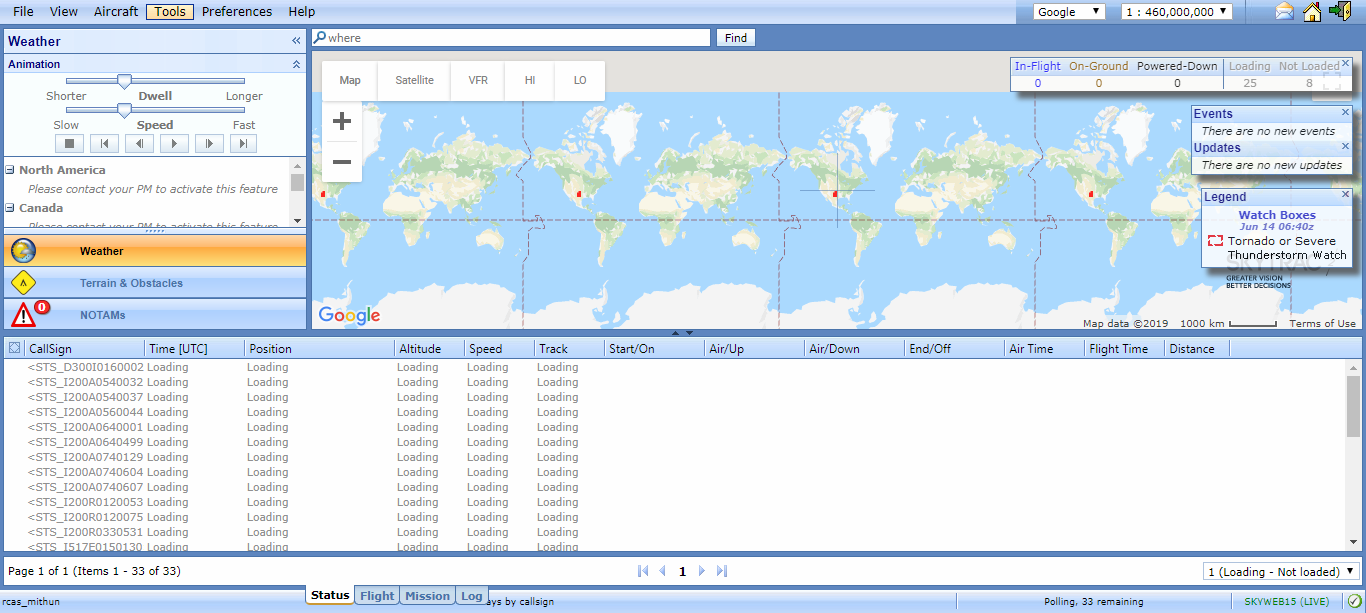 File View Aircraft Tools Preferences Help Google 1 : 460,000,000
Weather
where Find
Animation
Shorter Dwell Longer
Slow Speed Fast
North America
Please contact your PM to activate this feature
Canada
Please contact your PM to activate this feature
Weather
Terrain & Obstacles
NOTAMs
0
Map Satellite VFR HI LO
In-Flight On-Ground Powered-Down Loading Not Loaded
0 0 0 25 8
Events
There are no new events
Updates
There are no new updates
Legend
Watch Boxes
Jun 14 06:40z
Tornado or Severe
Thunderstorm Watch
SKYTRAC
GREATER VISION
BETTER DECISIONS
Google
Map data ©2019 1000 km Terms of Use
CallSign Time [UTC] Position Altitude Speed Track Start/On Air/Up Air/Down End/Off Air Time Flight Time Distance
<STS_D300I0160002 Loading Loading Loading Loading Loading
<STS_I200A0540032 Loading Loading Loading Loading Loading
<STS_I200A0540037 Loading Loading Loading Loading Loading
<STS_I200A0560044 Loading Loading Loading Loading Loading
<STS_I200A0640001 Loading Loading Loading Loading Loading
<STS_I200A0640499 Loading Loading Loading Loading Loading
<STS_I200A0740129 Loading Loading Loading Loading Loading
<STS_I200A0740604 Loading Loading Loading Loading Loading
<STS_I200A0740607 Loading Loading Loading Loading Loading
<STS_I200R0120053 Loading Loading Loading Loading Loading
<STS_I200R0120075 Loading Loading Loading Loading Loading
<STS_I200R0330531 Loading Loading Loading Loading Loading
<STS_I517E0150130 Loading Loading Loading Loading Loading
Page 1 of 1 (Items 1 - 33 of 33) 1 1 (Loading - Not loaded)
rcas_mithun Status Flight Mission Log ays by callsign Polling, 33 remaining SKYWEB15 (LIVE)